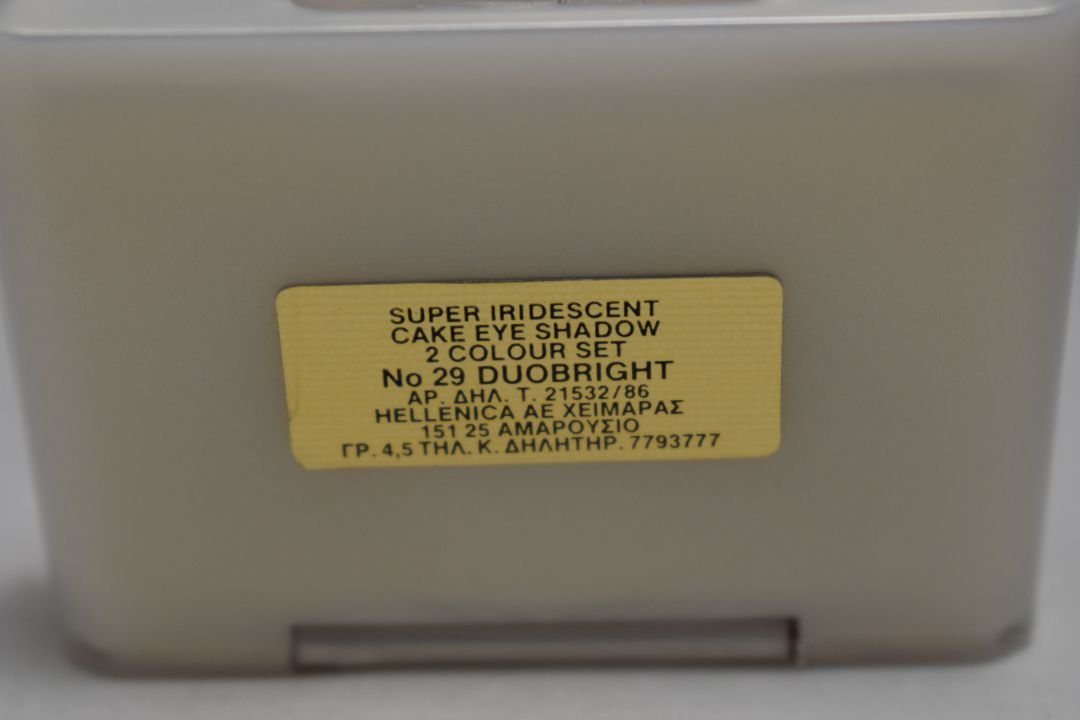 SUPER IRIDESCENT
CAKE EYE SHADOW
2 COLOUR SET
No 29 DUOBRIGHT
ΑΡ. ΔΗΛ. Τ. 21532/86
HELLENICA ΑΕ ΧΕΙΜΑΡΑΣ
151 25 ΑΜΑΡΟΥΣΙΟ
ΓΡ. 4,5 ΤΗΛ. Κ. ΔΗΛΗΤΗΡ. 7793777